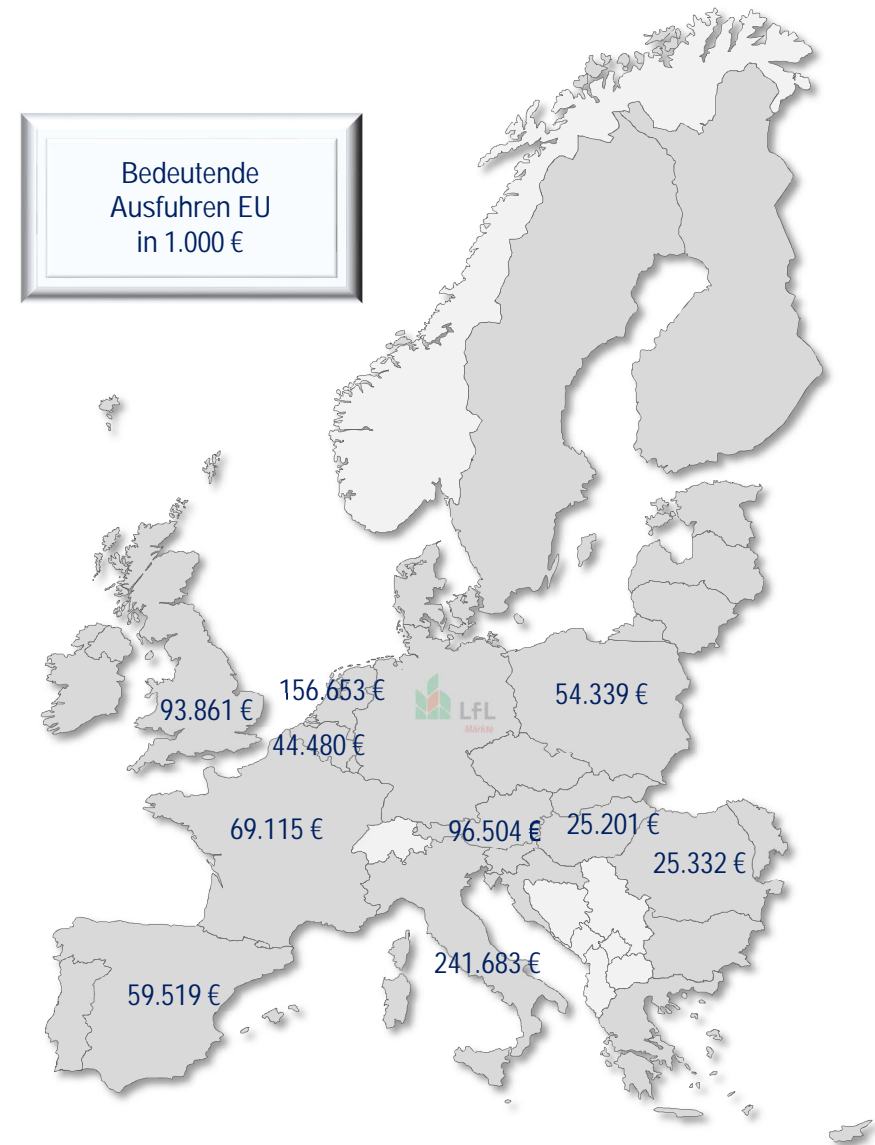 Bedeutende
Ausfuhren EU
in 1.000 €
156.653 €
54.339 €
93.861 €
LfL
Märkte
44.480 €
69.115 €
96.504 €
25.201 €
25.332 €
241.683 €
59.519 €